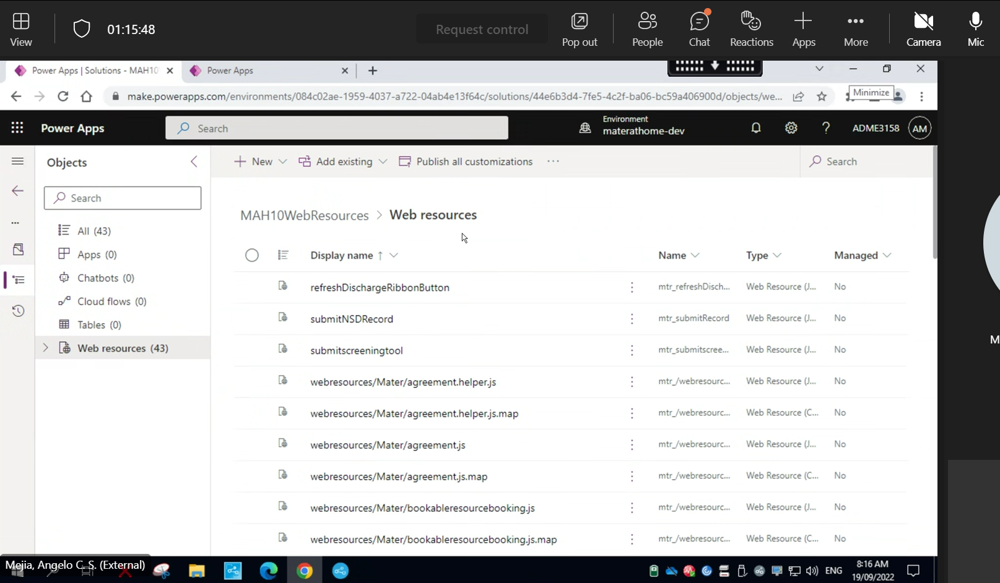 View
01:15:48
Request control
Pop out
People
Chat
Reactions
Apps
More
Camera
Mic
Power Apps | Solutions - MAH10
Power Apps
make.powerapps.com/environments/084c02ae-1959-4037-a722-04ab4e13f64c/solutions/44e6b3d4-7fe5-4c2f-ba06-bc59a406900d/objects/we...
Minimize
Power Apps
Search
Environment
materathome-dev
ADME3158
AM
Objects
New
Add existing
Publish all customizations
Search
Search
MAH10WebResources > Web resources
All (43)
Apps (0)
Chatbots (0)
Cloud flows (0)
Tables (0)
Web resources (43)
Display name ↑ Name Type Managed
refreshDischargeRibbonButton mtr_refreshDisch... Web Resource (J... No
submitNSDRecord mtr_submitRecord Web Resource (J... No
submitscreeningtool mtr_submitscree... Web Resource (J... No
webresources/Mater/agreement.helper.js mtr_/webresourc... Web Resource (J... No
webresources/Mater/agreement.helper.js.map mtr_/webresourc... Web Resource (C... No
webresources/Mater/agreement.js mtr_/webresourc... Web Resource (J... No
webresources/Mater/agreement.js.map mtr_/webresourc... Web Resource (C... No
webresources/Mater/bookableresourcebooking.js mtr_/webresourc... Web Resource (J... No
webresources/Mater/bookableresourcebooking.js.map mtr_/webresourc... Web Resource (C... No
M
Mejia, Angelo C. S. (External)
ENG
8:16 AM
19/09/2022